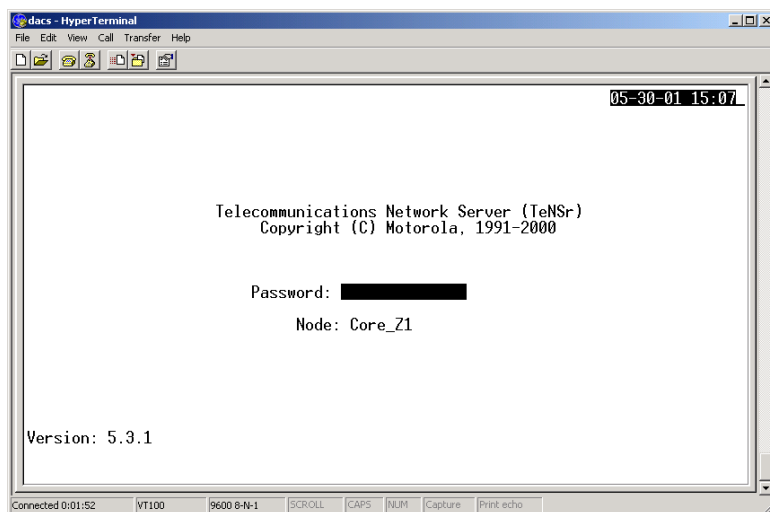 dacs - HyperTerminal
File Edit View Call Transfer Help
05-30-01 15:07
Telecommunications Network Server (TeNSr)
Copyright (C) Motorola, 1991-2000
Password:
Node: Core_Z1
Version: 5.3.1
Connected 0:01:52 VT100 9600 8-N-1 SCROLL CAPS NUM Capture Print echo